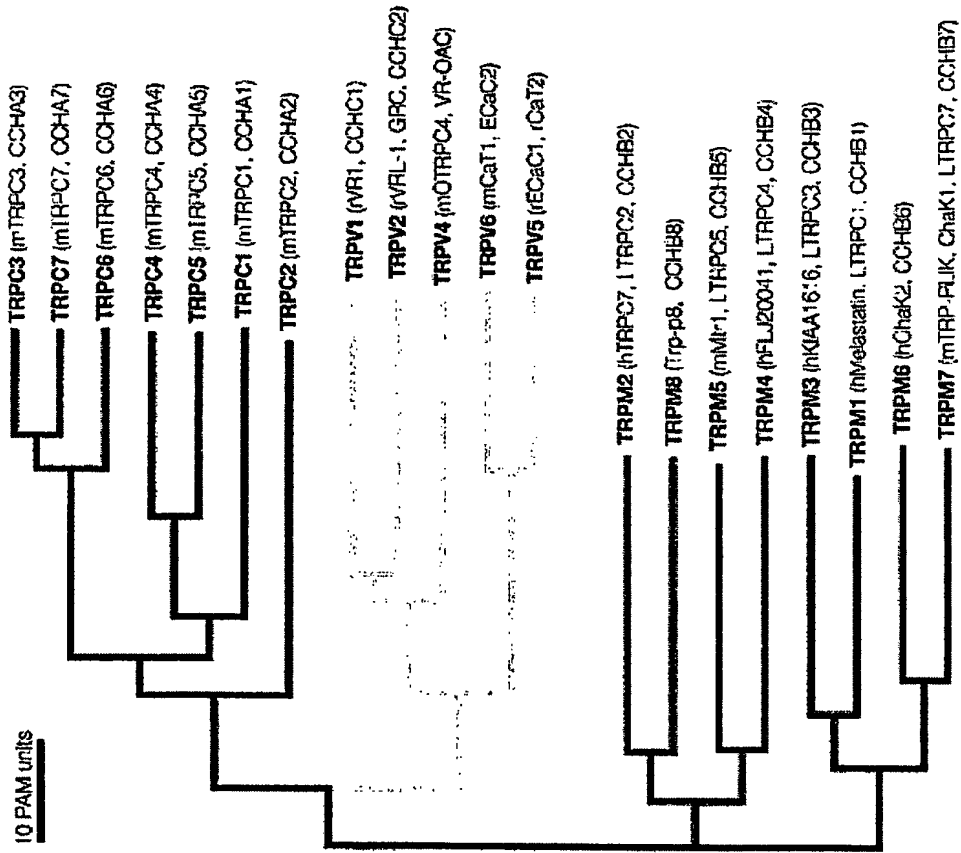 TRPC3 (mTRPC3, CCHA3)
TRPC7 (mTRPC7, CCHA7)
TRPC6 (mTRPC6, CCHA6)
TRPC4 (mTRPC4, CCHA4)
TRPC5 (mTRPC5, CCHA5)
TRPC1 (mTRPC1, CCHA1)
TRPC2 (mTRPC2, CCHA2)
TRPV1 (rVR1, CCHC1)
TRPV2 (rVRL-1, GRC, CCHC2)
TRPV4 (mOTRPC4, VR-OAC)
TRPV6 (mCaT1, ECaC2)
TRPV5 (rECaC1, rCaT2)
TRPM2 (hTRPC7, LTRPC2, CCHB2)
TRPM8 (Trp-p8, CCHB8)
TRPM5 (mMtr1, LTRPC5, CCHB5)
TRPM4 (hFLJ20041, LTRPC4, CCHB4)
TRPM3 (hKIAA1616, LTRPC3, CCHB3)
TRPM1 (hMelastatin, LTRPC1, CCHB1)
TRPM6 (hChaK2, CCHB6)
TRPM7 (mTRP-PLIK, ChaK1, LTRPC7, CCHB7)
10 PAM units